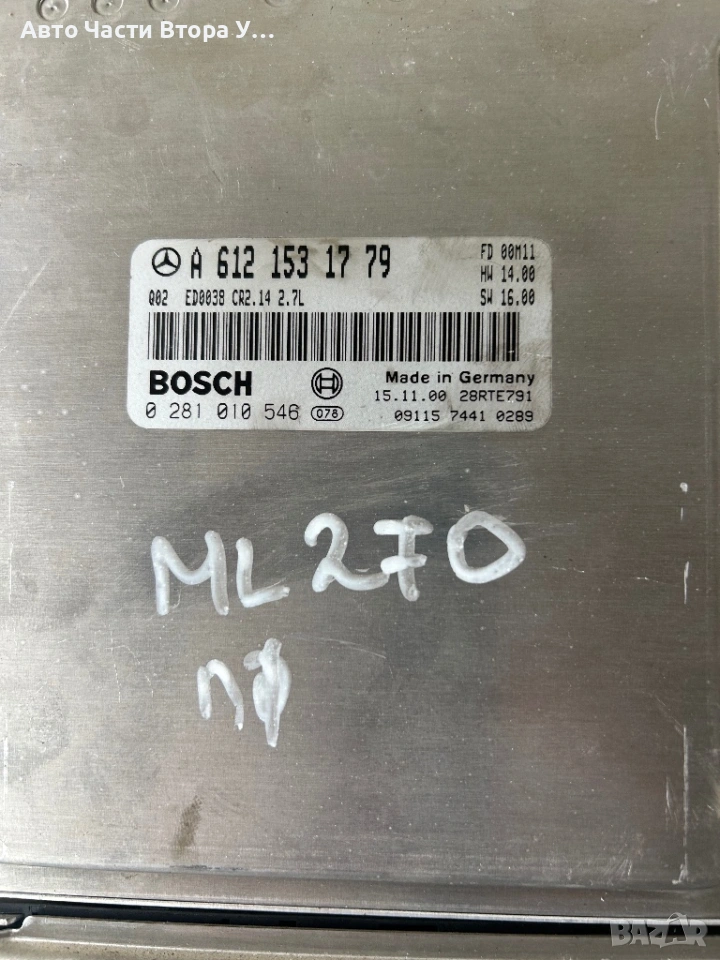 Авто Части Втора У...
A 612 153 17 79
FD 00M11
HW 14.00
SW 16.00
Q02 ED0038 CR2.14 2.7L
BOSCH
Made in Germany
0 281 010 546 078
15.11.00 28RTE791
09115 7441 0289
ML 270
BAZAR